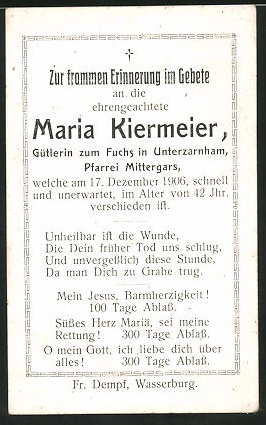 †
Zur frommen Erinnerung im Gebete
an die
ehrengeachtete
Maria Kiermeier,
Gütlerin zum Fuchs in Unterzarnham,
Pfarrei Mittergars,
welche am 17. Dezember 1906, schnell
und unerwartet, im Alter von 42 Jhr.
verschieden ist.
Unheilbar ist die Wunde,
Die Dein früher Tod uns schlug,
Und unvergeßlich diese Stunde,
Da man Dich zu Grabe trug.
Mein Jesus, Barmherzigkeit!
100 Tage Ablaß.
Süßes Herz Mariä, sei meine
Rettung! 300 Tage Ablaß.
O mein Gott, ich liebe dich über
alles! 300 Tage Ablaß.
Fr. Dempf, Wasserburg.